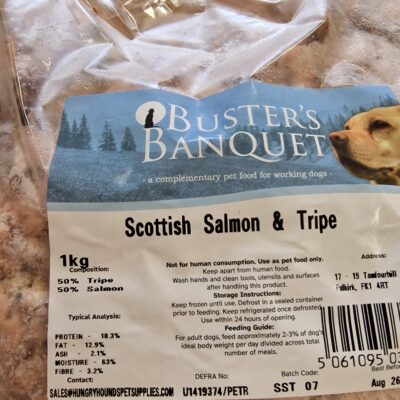 BUSTER'S
BANQUET
- a complementary pet food for working dogs -
Scottish Salmon & Tripe
1kg
Composition:
50% Tripe
50% Salmon
Not for human consumption. Use as pet food only.
Keep apart from human food.
Wash hands and clean tools, utensils and surfaces
after handling this product.
Storage Instructions:
Keep frozen until use. Defrost in a sealed container
prior to feeding. Keep refrigerated once defrosted.
Use within 24 hours of opening.
Feeding Guide:
For adult dogs, feed approximately 2-3% of dog's
ideal body weight per day divided across total
number of meals.
Address:
17 - 19 Tamfourhill
Falkirk, FK1 4RT
Typical Analysis:
PROTEIN - 18.3%
FAT - 12.9%
ASH - 2.1%
MOISTURE - 63%
FIBRE - 3.2%
Contact:
SALES@HUNGRYHOUNDSPETSUPPLIES.COM
DEFRA No:
U1419374/PETR
Batch Code:
SST 07
5 061095 03
Best Before
Aug 26